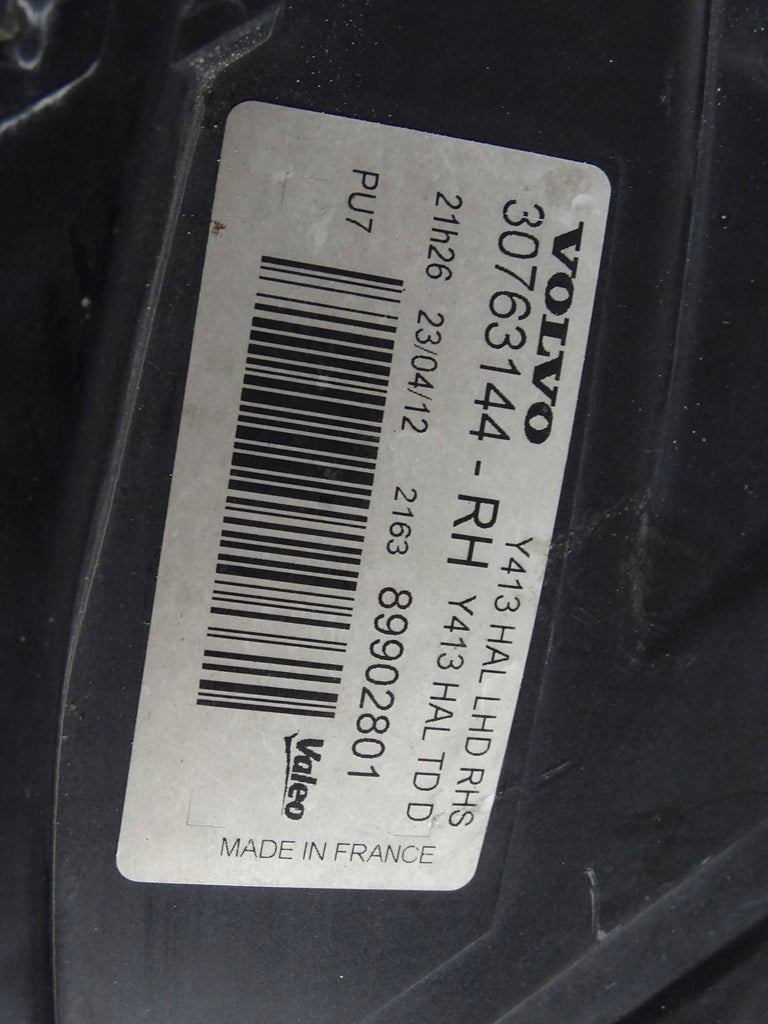 VOLVO
Y413 HAL LHD RHS
30763144 - RH Y413 HAL TD D
21h26 23/04/12 2163 89902801
PU7
Valeo
MADE IN FRANCE